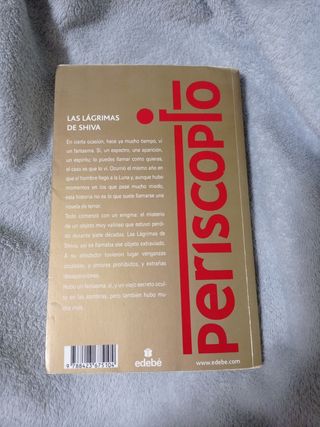 LAS LÁGRIMAS
DE SHIVA
En cierta ocasión, hace ya mucho tiempo, vi
un fantasma. Sí, un espectro, una aparición,
un espíritu; lo puedes llamar como quieras,
el caso es que lo vi. Ocurrió el mismo año en
que el hombre llegó a la Luna y, aunque hubo
momentos en los que pasé mucho miedo,
esta historia no es lo que suele llamarse una
novela de terror.
Todo comenzó con un enigma: el misterio de
un objeto muy valioso que estuvo perdido
durante siete décadas. Las Lágrimas de
Shiva, así se llamaba ese objeto extraviado.
A su alrededor tuvieron lugar venganzas
cruzadas, y amores prohibidos, y extrañas
desapariciones.
Hubo un fantasma, sí, y un viejo secreto ocul-
to en las sombras; pero también hubo mu-
cho más.
periscopio
edebé
www.edebe.com
9 788423 675104